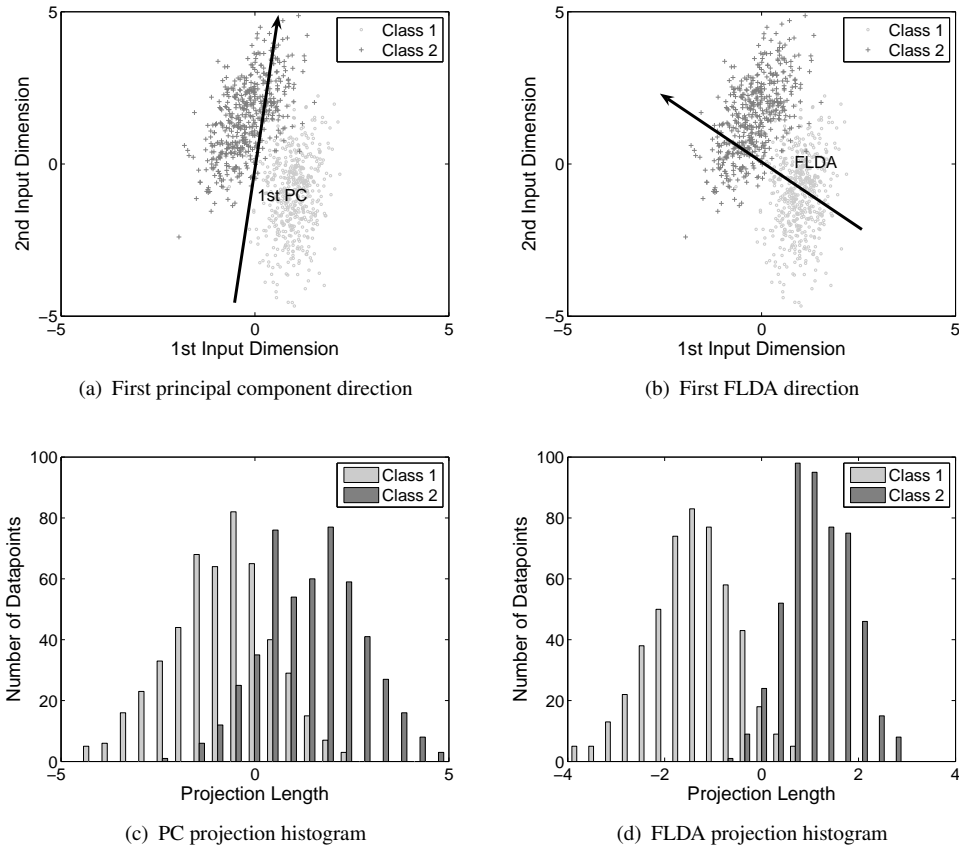 5
0
−5
−5 0 5
2nd Input Dimension
1st Input Dimension
1st PC
Class 1
Class 2
(a) First principal component direction
5
0
−5
−5 0 5
2nd Input Dimension
1st Input Dimension
FLDA
Class 1
Class 2
(b) First FLDA direction
100
80
60
40
20
0
−5 0 5
Number of Datapoints
Projection Length
Class 1
Class 2
(c) PC projection histogram
100
80
60
40
20
0
−4 −2 0 2 4
Number of Datapoints
Projection Length
Class 1
Class 2
(d) FLDA projection histogram